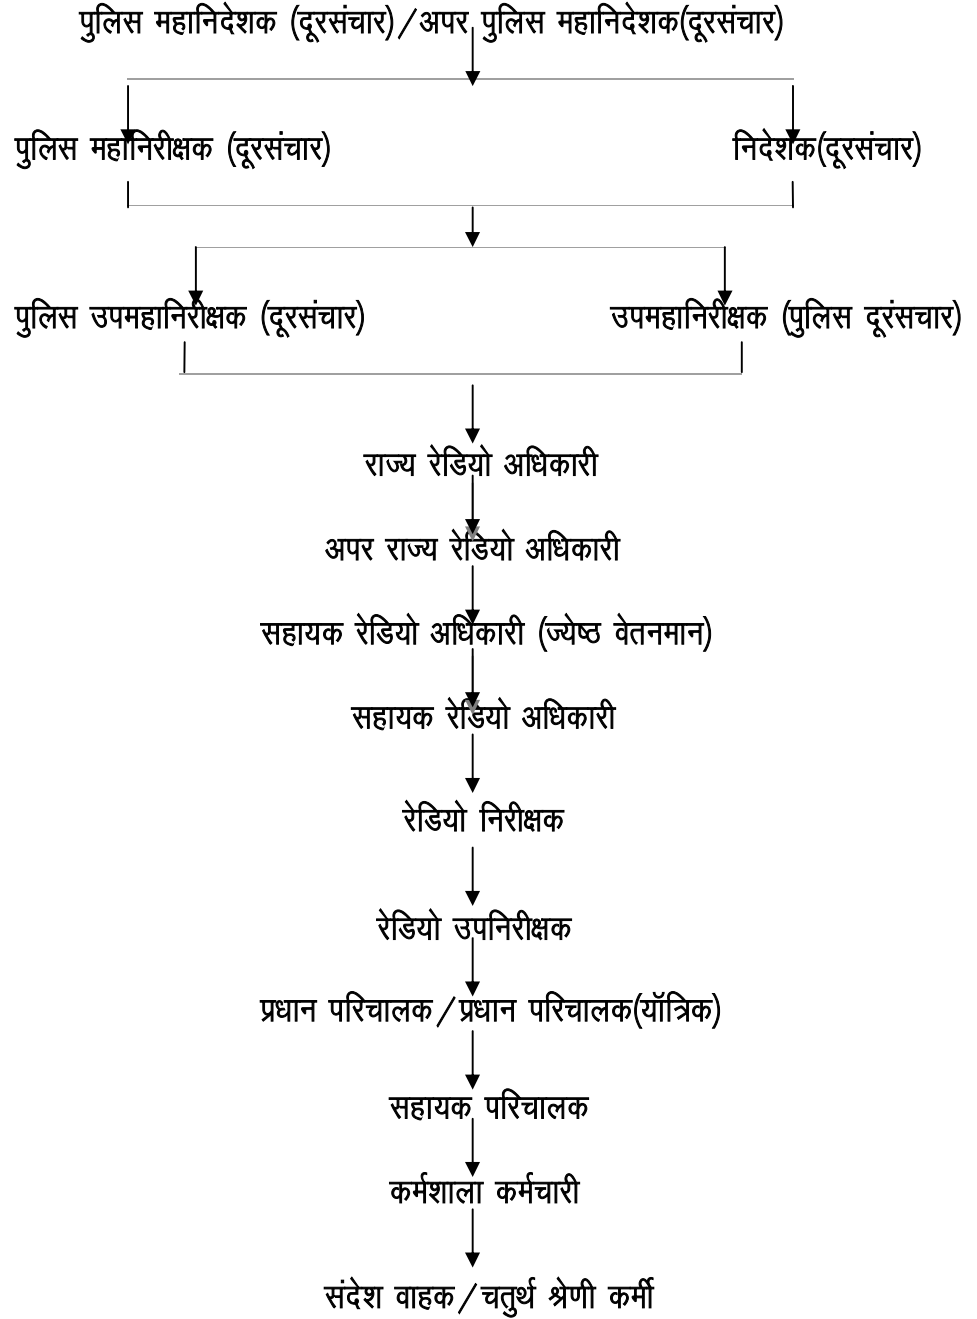 पुलिस महानिदेशक (दूरसंचार)/अपर पुलिस महानिदेशक(दूरसंचार)
पुलिस महानिरीक्षक (दूरसंचार) निदेशक(दूरसंचार)
पुलिस उपमहानिरीक्षक (दूरसंचार) उपमहानिरीक्षक (पुलिस दूरंसचार)
राज्य रेडियो अधिकारी
अपर राज्य रेडियो अधिकारी
सहायक रेडियो अधिकारी (ज्येष्ठ वेतनमान)
सहायक रेडियो अधिकारी
रेडियो निरीक्षक
रेडियो उपनिरीक्षक
प्रधान परिचालक/प्रधान परिचालक(यॉत्रिक)
सहायक परिचालक
कर्मशाला कर्मचारी
संदेश वाहक/चतुर्थ श्रेणी कर्मी